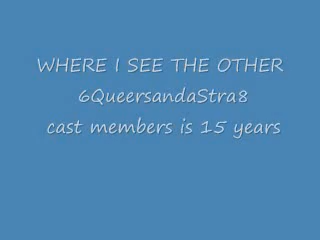 WHERE I SEE THE OTHER
6QueersandaStra8
cast members is 15 years